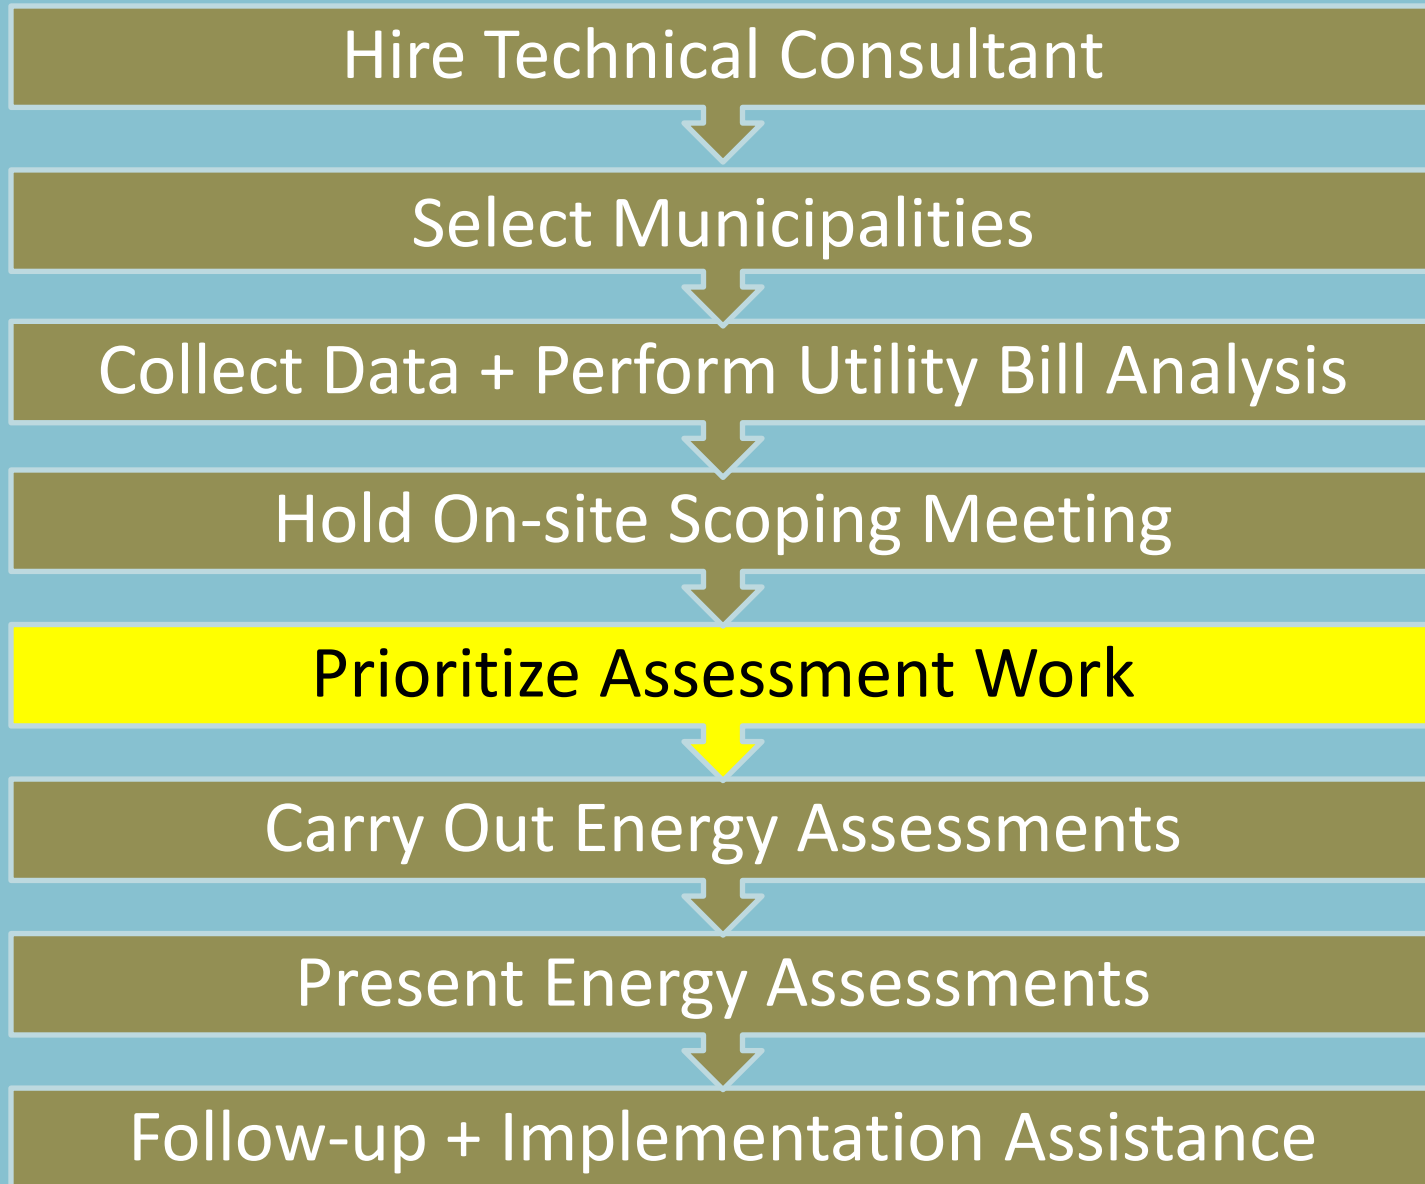 Hire Technical Consultant
Select Municipalities
Collect Data + Perform Utility Bill Analysis
Hold On-site Scoping Meeting
Prioritize Assessment Work
Carry Out Energy Assessments
Present Energy Assessments
Follow-up + Implementation Assistance